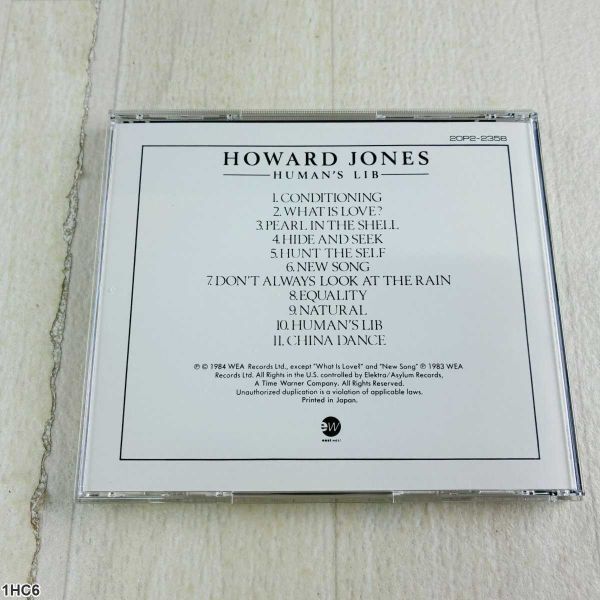 20P2-2358
HOWARD JONES
HUMAN'S LIB
1. CONDITIONING
2. WHAT IS LOVE?
3. PEARL IN THE SHELL
4. HIDE AND SEEK
5. HUNT THE SELF
6. NEW SONG
7. DON'T ALWAYS LOOK AT THE RAIN
8. EQUALITY
9. NATURAL
10. HUMAN'S LIB
11. CHINA DANCE
℗ © 1984 WEA Records Ltd., except "What Is Love?" and "New Song" ℗ 1983 WEA
Records Ltd. All Rights in the U.S. controlled by Elektra/Asylum Records,
A Time Warner Company. All Rights Reserved.
Unauthorized duplication is a violation of applicable laws.
Printed in Japan.
ew
east west
1HC6